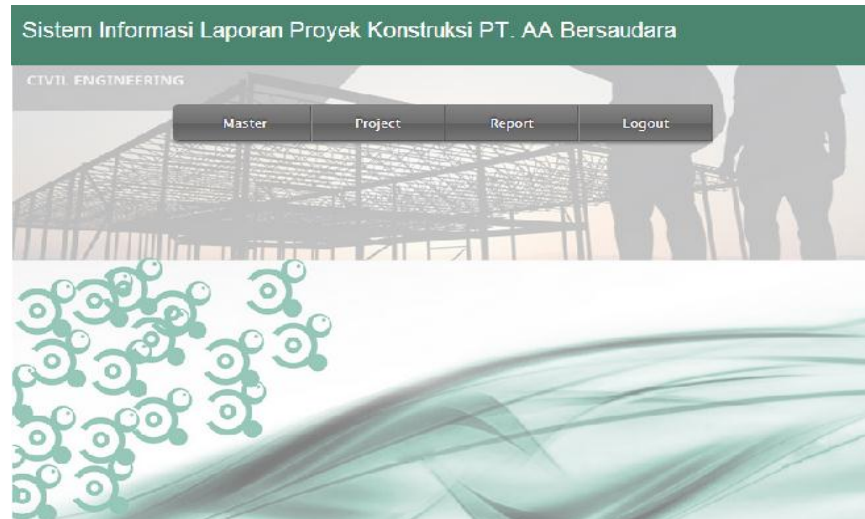 Sistem Informasi Laporan Proyek Konstruksi PT. AA Bersaudara
CIVIL ENGINEERING
Master Project Report Logout